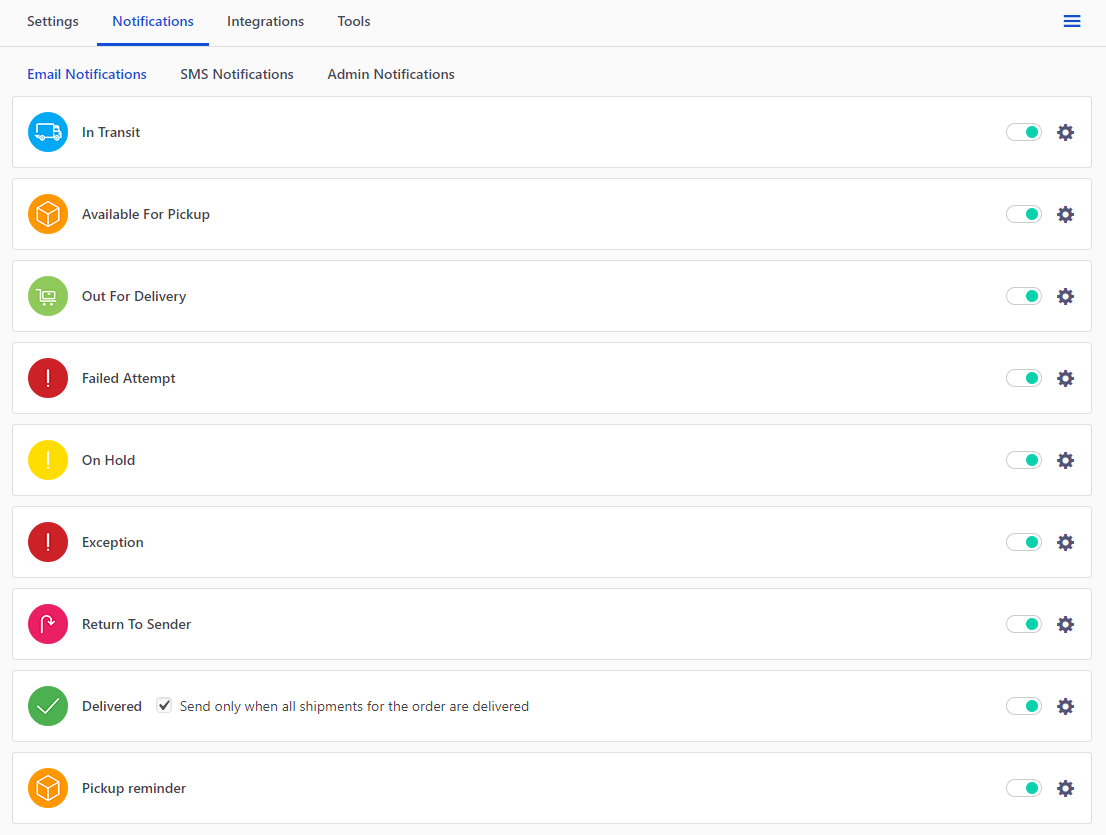 Settings Notifications Integrations Tools
Email Notifications SMS Notifications Admin Notifications
In Transit
Available For Pickup
Out For Delivery
Failed Attempt
On Hold
Exception
Return To Sender
Delivered Send only when all shipments for the order are delivered
Pickup reminder